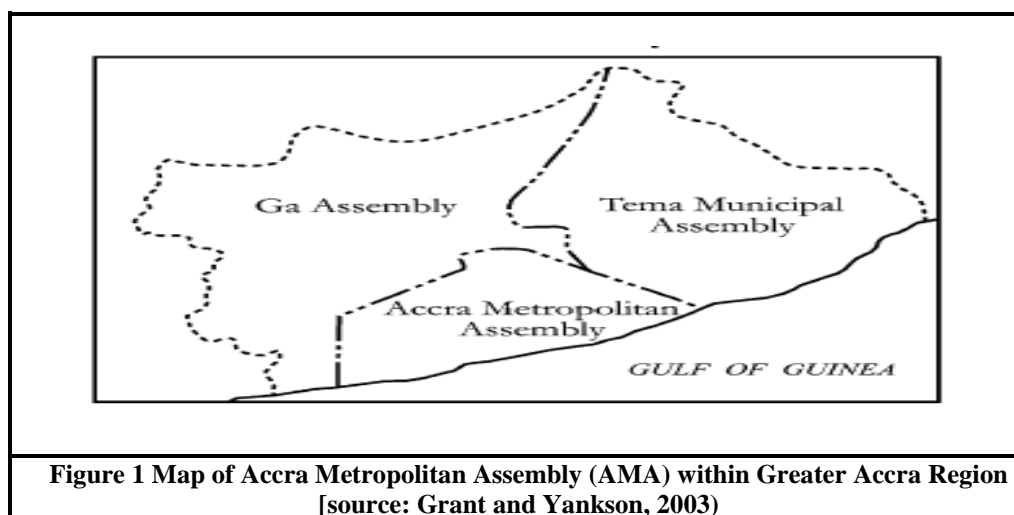 Ga Assembly
Tema Municipal
Assembly
Accra Metropolitan
Assembly
GULF OF GUINEA
Figure 1 Map of Accra Metropolitan Assembly (AMA) within Greater Accra Region
[source: Grant and Yankson, 2003)